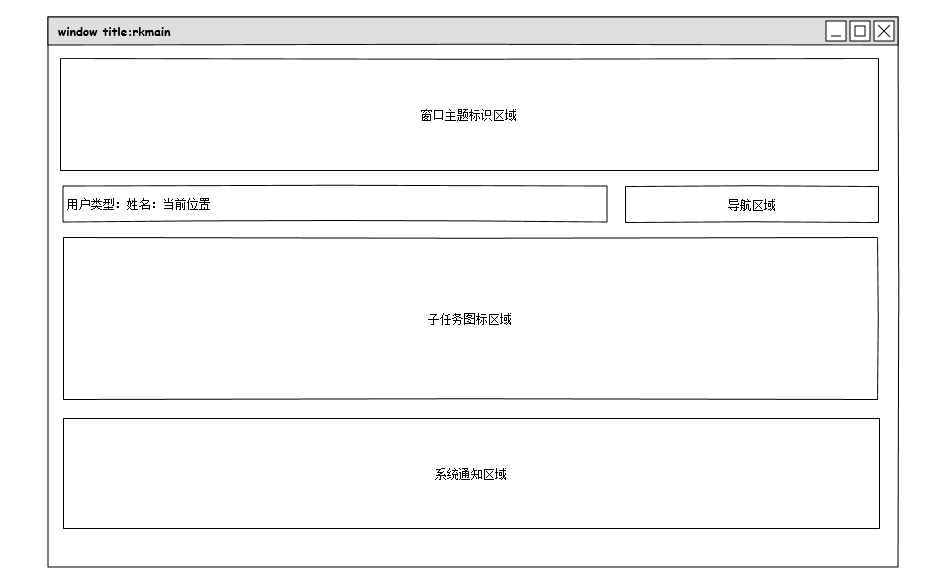 window title:rkmain
窗口主题标识区域
用户类型：姓名：当前位置
导航区域
子任务图标区域
系统通知区域